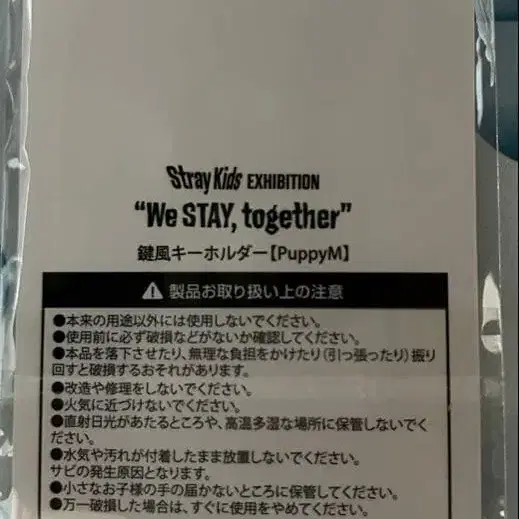 Stray Kids EXHIBITION
“We STAY, together”
鍵風キーホルダー【PuppyM】
製品お取り扱い上の注意
●本来の用途以外には使用しないでください。
●使用前に必ず破損などがないか確認してください。
●本品を落下させたり、無理な負担をかけたり（引っ張ったり）振り
回すと破損するおそれがあります。
●改造や修理をしないでください。
●火気に近づけないでください。
●直射日光があたるところや、高温多湿な場所に保管しないでく
ださい。
●水気や汚れが付着したまま放置しないでください。
サビの発生原因となります。
●小さなお子様の手の届かないところに保管してください。
●万一破損した場合は、すぐに使用をやめてください。